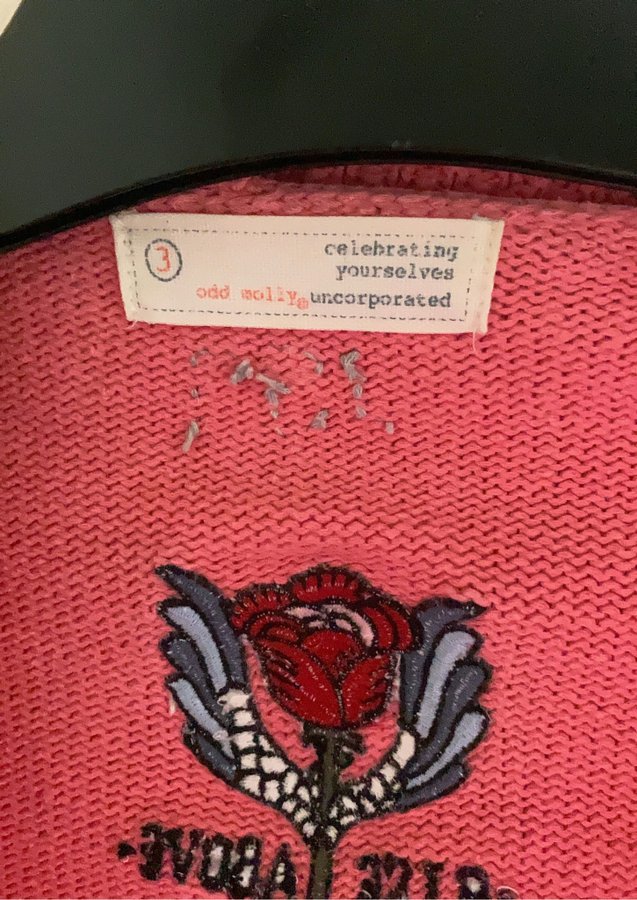 3
celebrating
yourselves
odd molly® uncorporated